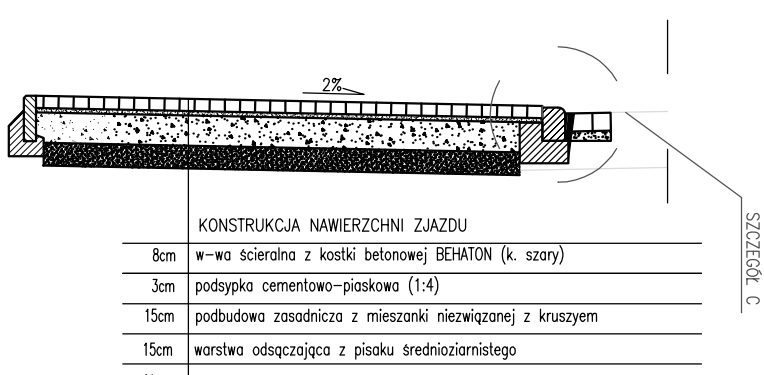 2%
KONSTRUKCJA NAWIERZCHNI ZJAZDU
8cm w-wa ścieralna z kostki betonowej BEHATON (k. szary)
3cm podsypka cementowo-piaskowa (1:4)
15cm podbudowa zasadnicza z mieszanki niezwiązanej z kruszyem
15cm warstwa odsączająca z pisaku średnioziarnistego
SZCZEGÓŁ C